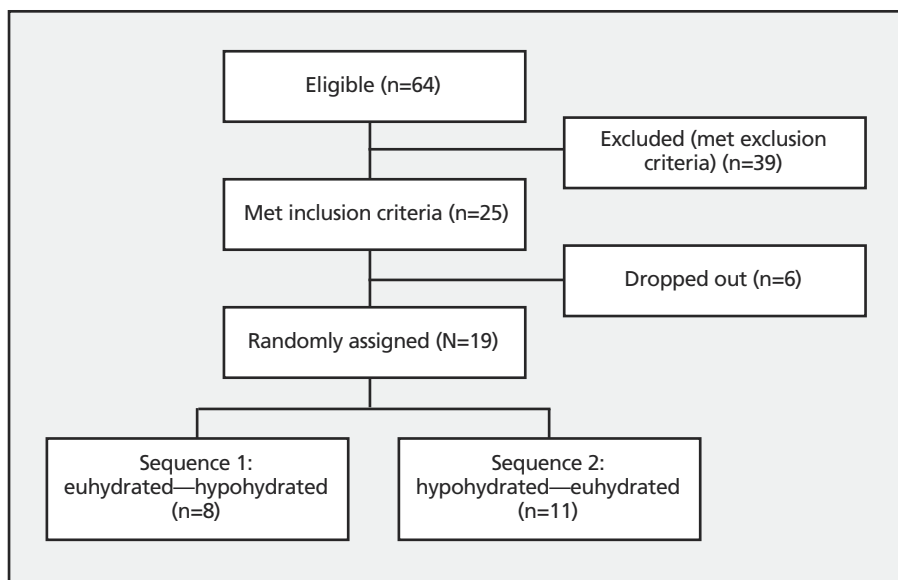 Eligible (n=64)
Excluded (met exclusion
criteria) (n=39)
Met inclusion criteria (n=25)
Dropped out (n=6)
Randomly assigned (N=19)
Sequence 1:
euhydrated—hypohydrated
(n=8)
Sequence 2:
hypohydrated—euhydrated
(n=11)